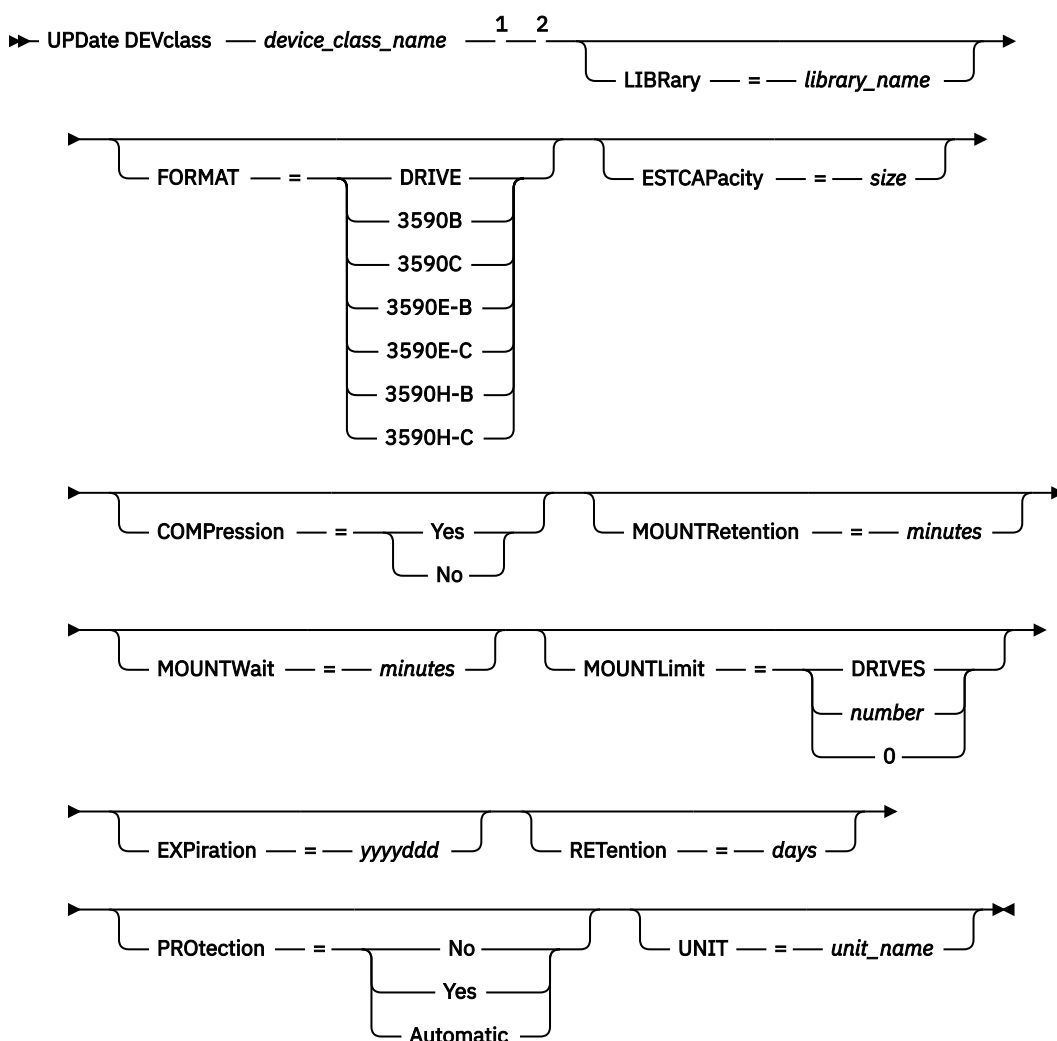 1 2
UPDate DEVclass device_class_name
LIBRary = library_name
FORMAT = DRIVE
3590B
3590C
3590E-B
3590E-C
3590H-B
3590H-C
ESTCAPacity = size
COMPression = Yes
No
MOUNTRetention = minutes
MOUNTWait = minutes
MOUNTLimit = DRIVES
number
0
EXPiration = yyyyddd
RETention = days
PROtection = No
Yes
Automatic
UNIT = unit_name